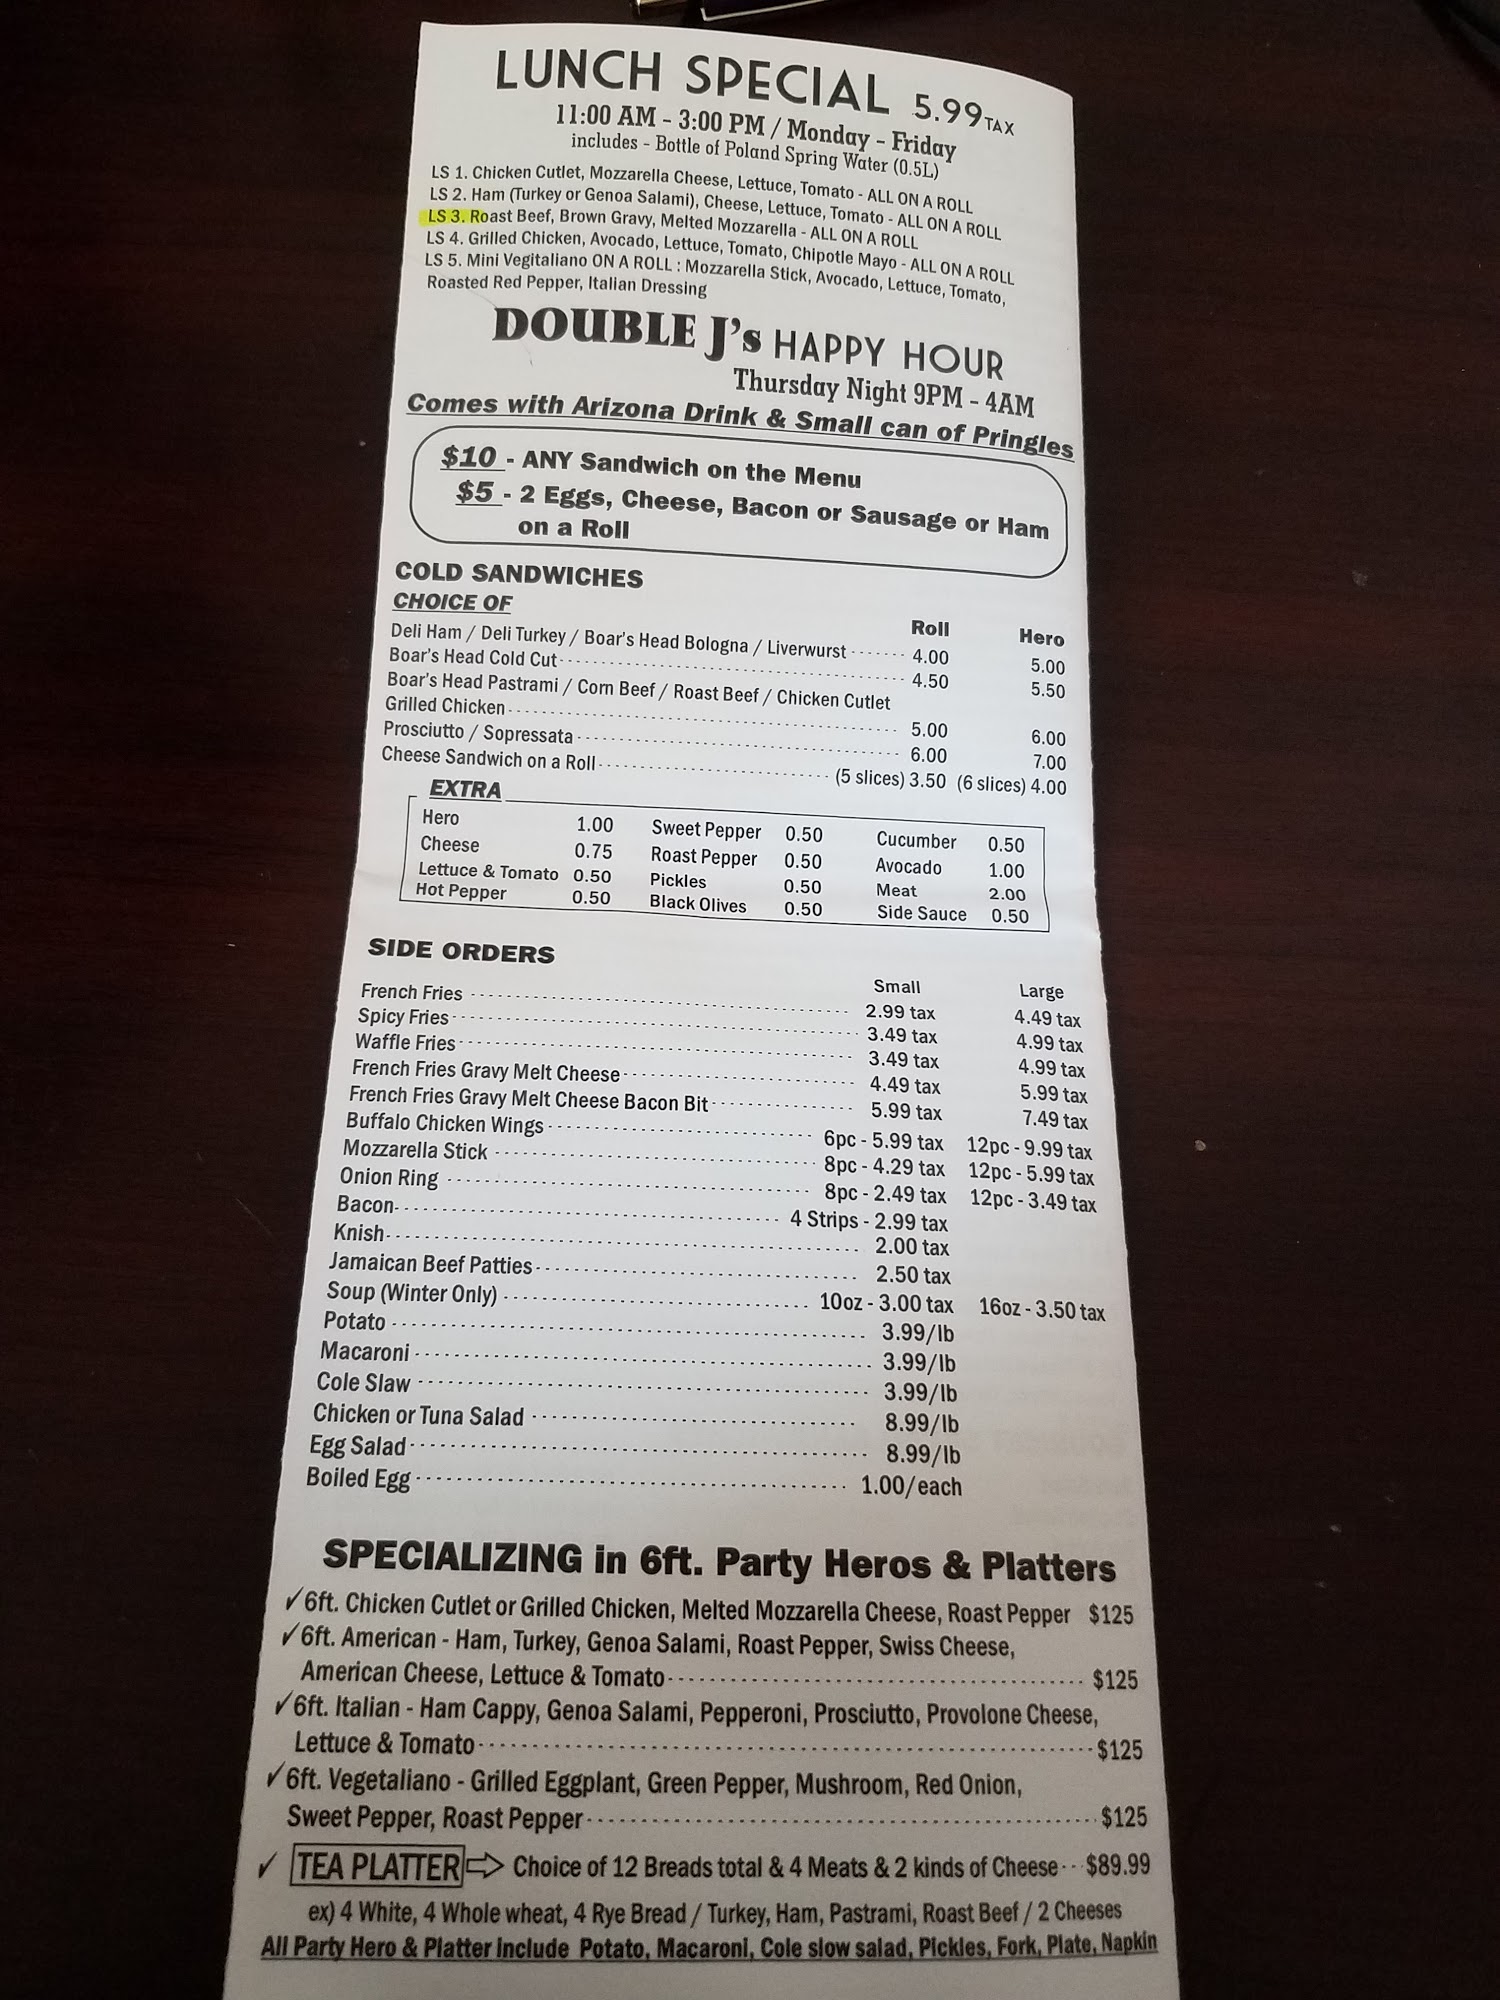 LUNCH SPECIAL 5.99 TAX
11:00 AM - 3:00 PM / Monday - Friday
includes - Bottle of Poland Spring Water (0.5L)
LS 1. Chicken Cutlet, Mozzarella Cheese, Lettuce, Tomato - ALL ON A ROLL
LS 2. Ham (Turkey or Genoa Salami), Cheese, Lettuce, Tomato - ALL ON A ROLL
LS 3. Roast Beef, Brown Gravy, Melted Mozzarella - ALL ON A ROLL
LS 4. Grilled Chicken, Avocado, Lettuce, Tomato, Chipotle Mayo - ALL ON A ROLL
LS 5. Mini Vegitaliano ON A ROLL : Mozzarella Stick, Avocado, Lettuce, Tomato,
Roasted Red Pepper, Italian Dressing
DOUBLE J's HAPPY HOUR
Thursday Night 9PM - 4AM
Comes with Arizona Drink & Small can of Pringles
$10 - ANY Sandwich on the Menu
$5 - 2 Eggs, Cheese, Bacon or Sausage or Ham
on a Roll
COLD SANDWICHES
CHOICE OF Roll Hero
Deli Ham / Deli Turkey / Boar's Head Bologna / Liverwurst 4.00 5.00
Boar's Head Cold Cut 4.50 5.50
Boar's Head Pastrami / Corn Beef / Roast Beef / Chicken Cutlet
Grilled Chicken 5.00 6.00
Prosciutto / Sopressata 6.00 7.00
Cheese Sandwich on a Roll (5 slices) 3.50 (6 slices) 4.00
EXTRA
Hero 1.00 Sweet Pepper 0.50 Cucumber 0.50
Cheese 0.75 Roast Pepper 0.50 Avocado 1.00
Lettuce & Tomato 0.50 Pickles 0.50 Meat 2.00
Hot Pepper 0.50 Black Olives 0.50 Side Sauce 0.50
SIDE ORDERS
Small Large
French Fries 2.99 tax 4.49 tax
Spicy Fries 3.49 tax 4.99 tax
Waffle Fries 3.49 tax 4.99 tax
French Fries Gravy Melt Cheese 4.49 tax 5.99 tax
French Fries Gravy Melt Cheese Bacon Bit 5.99 tax 7.49 tax
Buffalo Chicken Wings 6pc - 5.99 tax 12pc - 9.99 tax
Mozzarella Stick 8pc - 4.29 tax 12pc - 5.99 tax
Onion Ring 8pc - 2.49 tax 12pc - 3.49 tax
Bacon 4 Strips - 2.99 tax
Knish 2.00 tax
Jamaican Beef Patties 2.50 tax
Soup (Winter Only) 10oz - 3.00 tax 16oz - 3.50 tax
Potato 3.99/lb
Macaroni 3.99/lb
Cole Slaw 3.99/lb
Chicken or Tuna Salad 8.99/lb
Egg Salad 8.99/lb
Boiled Egg 1.00/each
SPECIALIZING in 6ft. Party Heros & Platters
✓6ft. Chicken Cutlet or Grilled Chicken, Melted Mozzarella Cheese, Roast Pepper $125
✓6ft. American - Ham, Turkey, Genoa Salami, Roast Pepper, Swiss Cheese,
American Cheese, Lettuce & Tomato $125
✓6ft. Italian - Ham Cappy, Genoa Salami, Pepperoni, Prosciutto, Provolone Cheese,
Lettuce & Tomato $125
✓6ft. Vegetaliano - Grilled Eggplant, Green Pepper, Mushroom, Red Onion,
Sweet Pepper, Roast Pepper $125
✓ TEA PLATTER ⇨ Choice of 12 Breads total & 4 Meats & 2 kinds of Cheese $89.99
ex) 4 White, 4 Whole wheat, 4 Rye Bread / Turkey, Ham, Pastrami, Roast Beef / 2 Cheeses
All Party Hero & Platter Include Potato, Macaroni, Cole slow salad, Pickles, Fork, Plate, Napkin